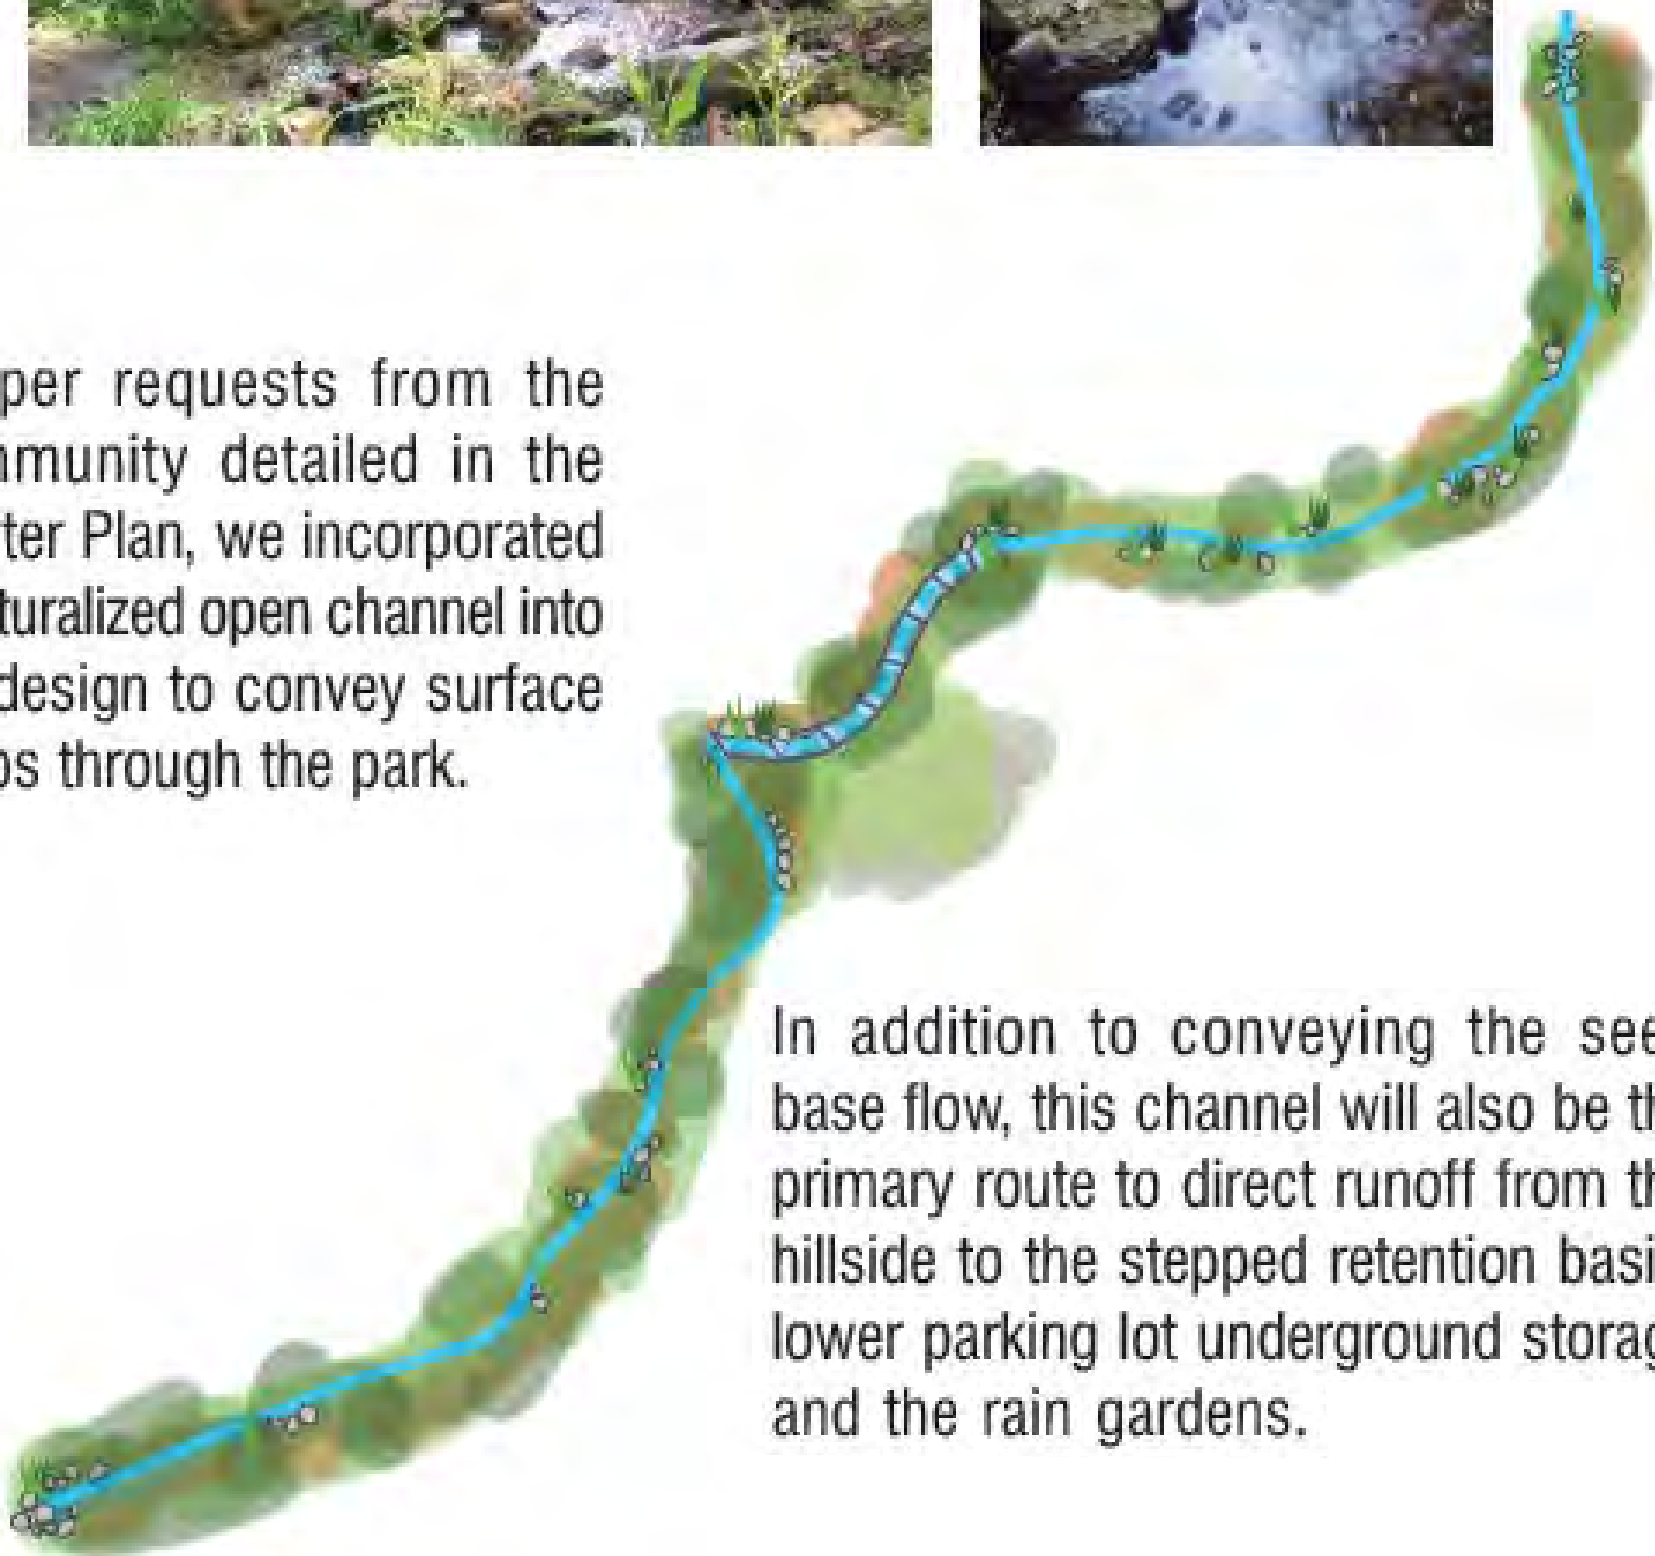 per requests from the
mmunity detailed in the
ter Plan, we incorporated
turalized open channel into
design to convey surface
ps through the park.
In addition to conveying the see
base flow, this channel will also be th
primary route to direct runoff from th
hillside to the stepped retention basi
lower parking lot underground storag
and the rain gardens.